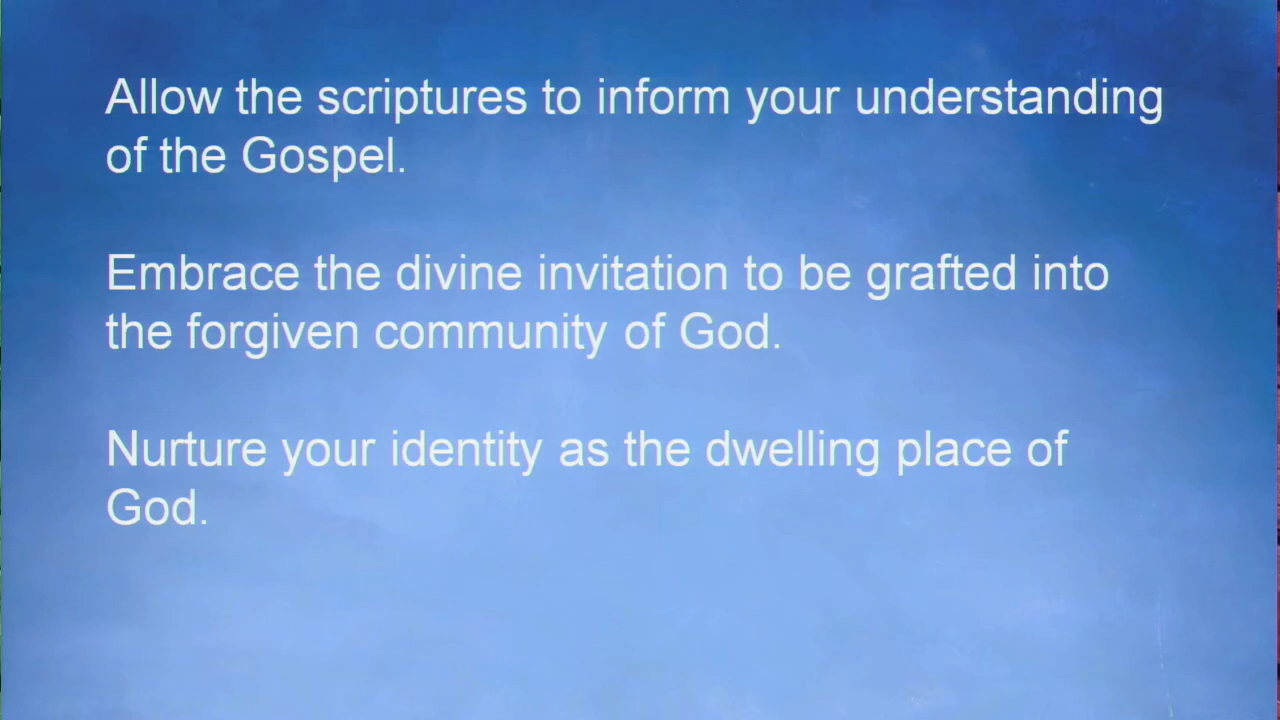 Allow the scriptures to inform your understanding
of the Gospel.
Embrace the divine invitation to be grafted into
the forgiven community of God.
Nurture your identity as the dwelling place of
God.